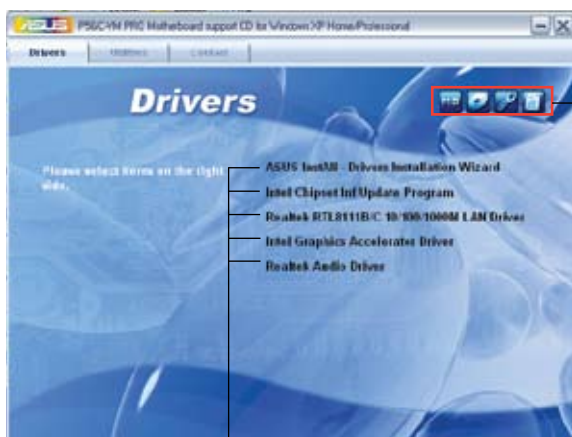 ASUS P5GC-VM PRO Motherboard support CD for Windows XP Home/Professional
Drivers Utilities Contact
Drivers
Please select items on the right side.
ASUS InstAll - Drivers Installation Wizard
Intel Chipset Inf Update Program
Realtek RTL8111B/C 10/100/1000M LAN Driver
Intel Graphics Accelerator Driver
Realtek Audio Driver